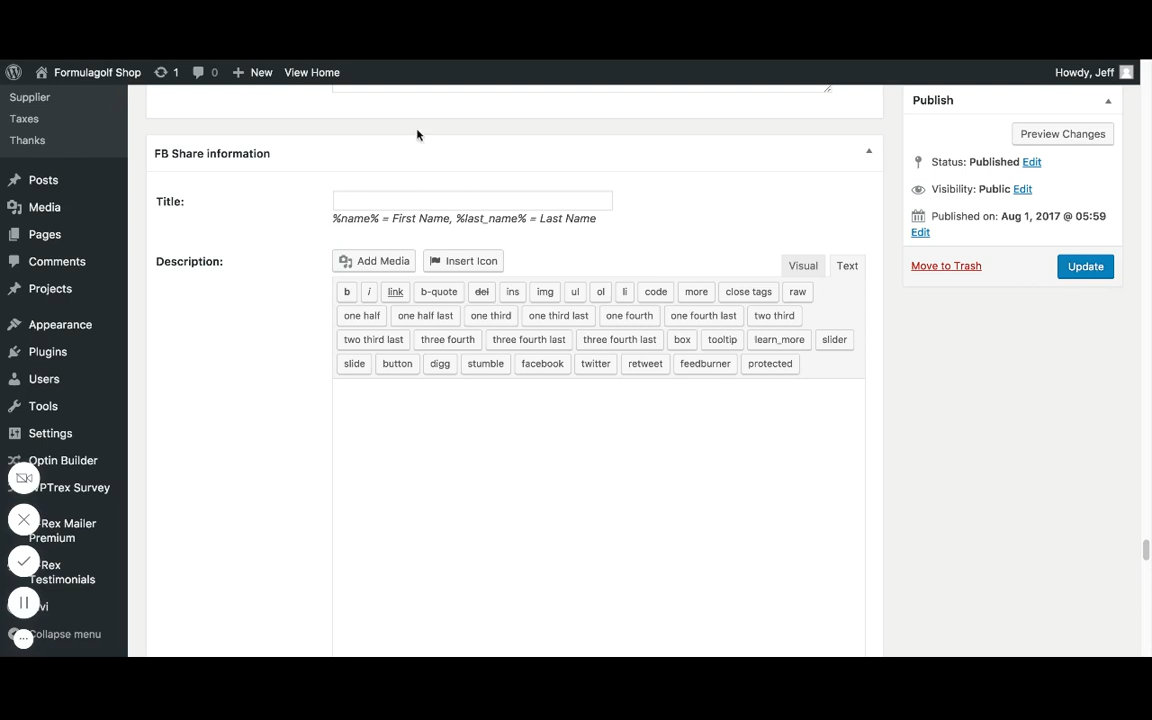 Formulagolf Shop 1 0 New View Home Howdy, Jeff
Supplier
Taxes
Thanks
Posts
Media
Pages
Comments
Projects
Appearance
Plugins
Users
Tools
Settings
Optin Builder
PTrex Survey
-Rex Mailer
Premium
-Rex
Testimonials
vi
Collapse menu
FB Share information
Title:
%name% = First Name, %last_name% = Last Name
Description:
Add Media Insert Icon Visual Text
b i link b-quote del ins img ul ol li code more close tags raw
one half one half last one third one third last one fourth one fourth last two third
two third last three fourth three fourth last three fourth last box tooltip learn_more slider
slide button digg stumble facebook twitter retweet feedburner protected
Publish
Preview Changes
Status: Published Edit
Visibility: Public Edit
Published on: Aug 1, 2017 @ 05:59
Edit
Move to Trash Update